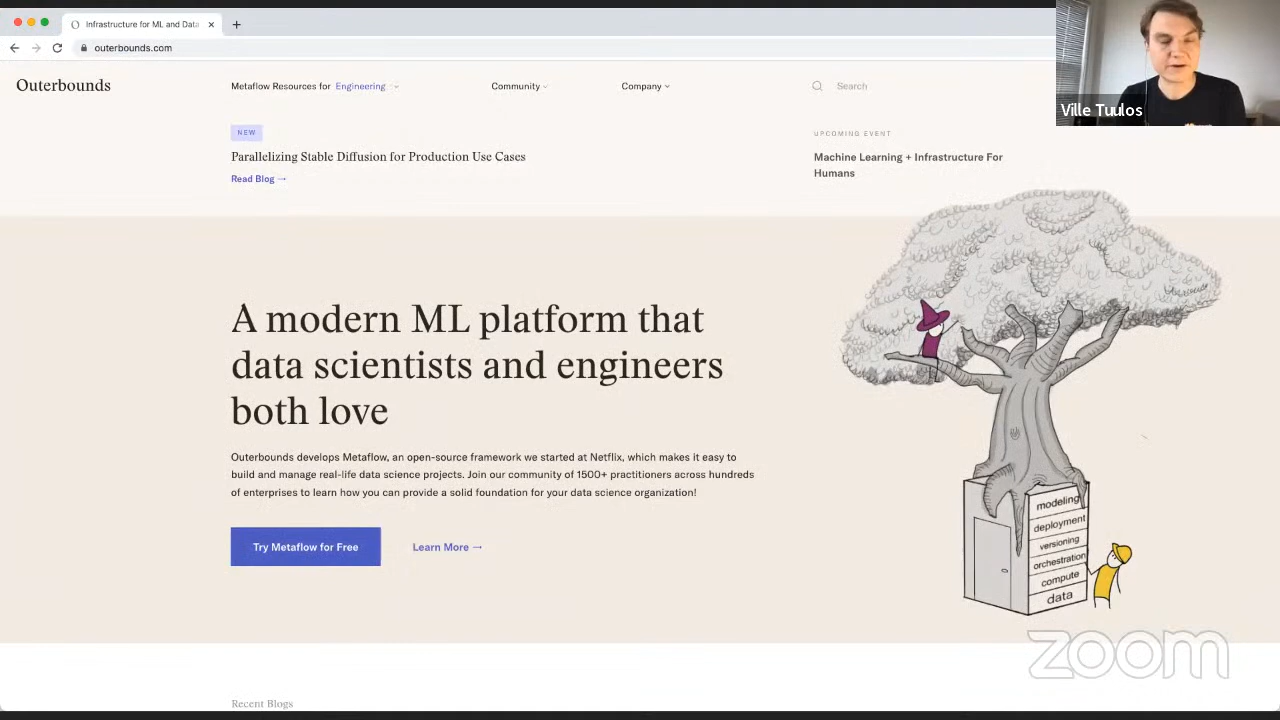 Infrastructure for ML and Data
outerbounds.com
Ville Tuulos
Outerbounds
Metaflow Resources for Engineering
Community
Company
Search
NEW
Parallelizing Stable Diffusion for Production Use Cases
Read Blog →
UPCOMING EVENT
Machine Learning + Infrastructure For
Humans
A modern ML platform that
data scientists and engineers
both love
Outerbounds develops Metaflow, an open-source framework we started at Netflix, which makes it easy to
build and manage real-life data science projects. Join our community of 1500+ practitioners across hundreds
of enterprises to learn how you can provide a solid foundation for your data science organization!
Try Metaflow for Free
Learn More →
modeling
deployment
versioning
orchestration
compute
data
zoom
Recent Blogs